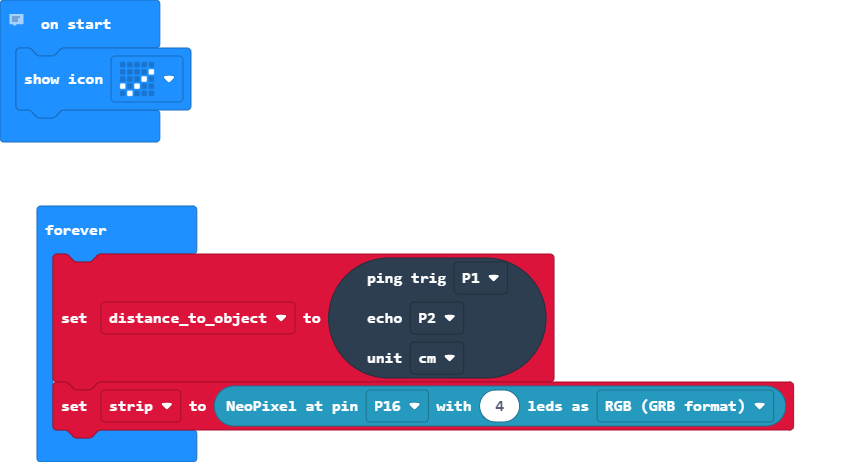 on start
show icon
forever
ping trig P1
set distance_to_object to echo P2
unit cm
set strip to NeoPixel at pin P16 with 4 leds as RGB (GRB format)